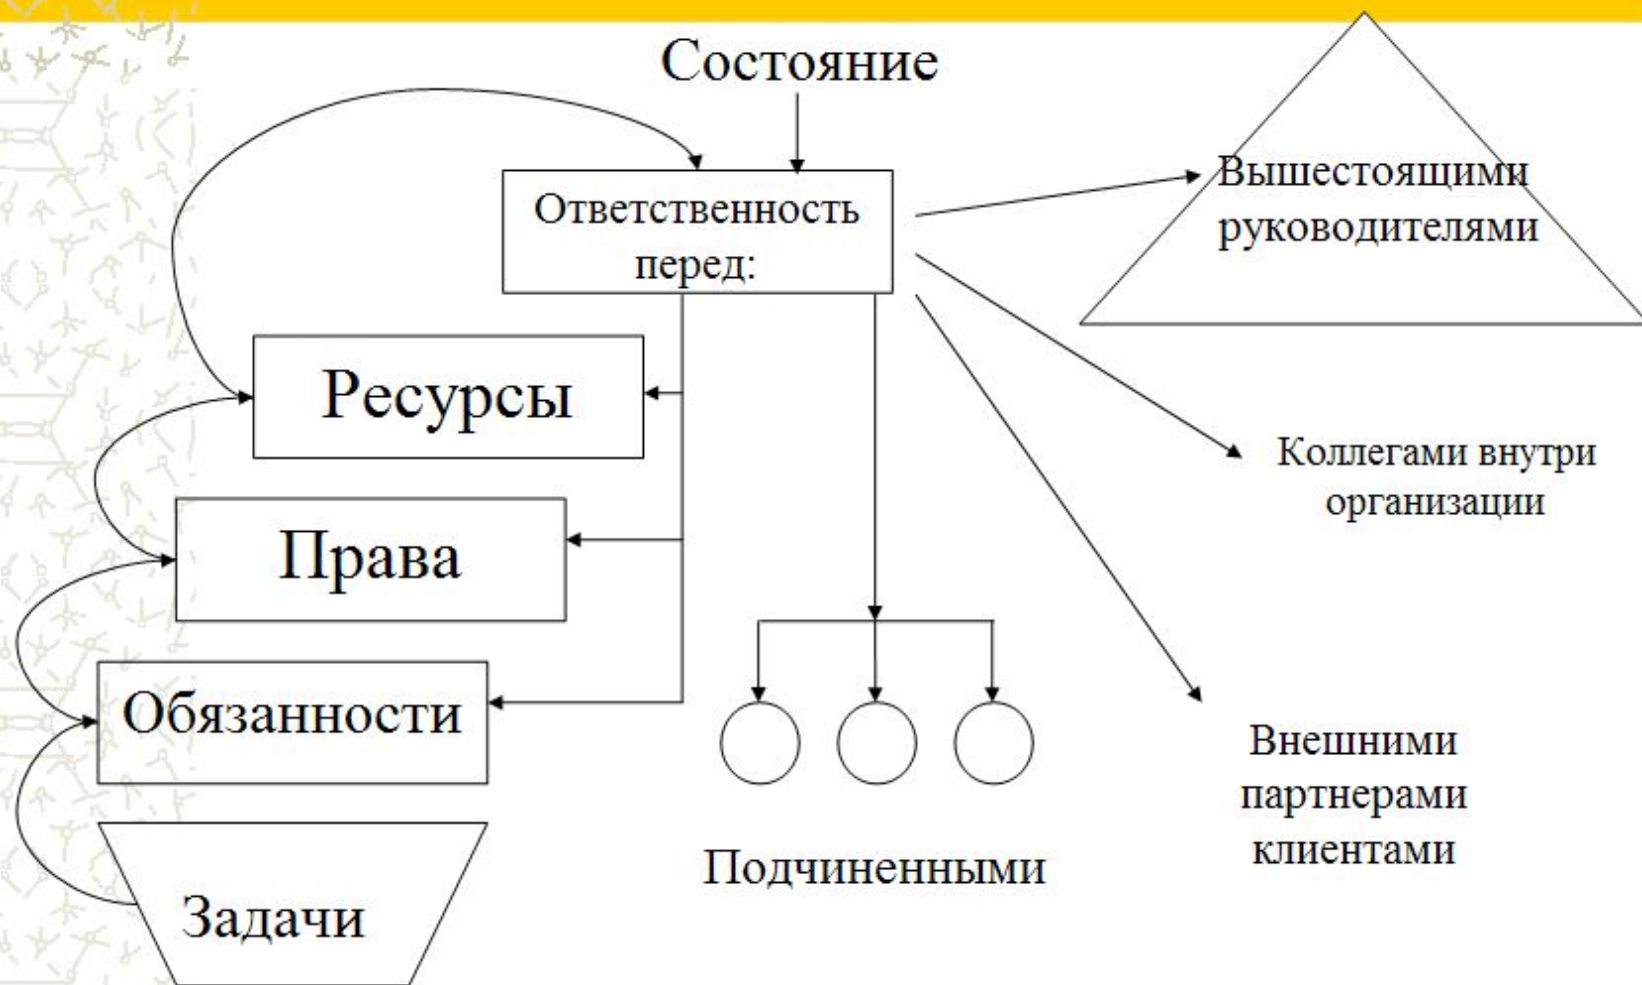 Состояние
Ответственность
перед:
Вышестоящими
руководителями
Ресурсы
Коллегами внутри
организации
Права
Обязанности
Внешними
партнерами
клиентами
Подчиненными
Задачи